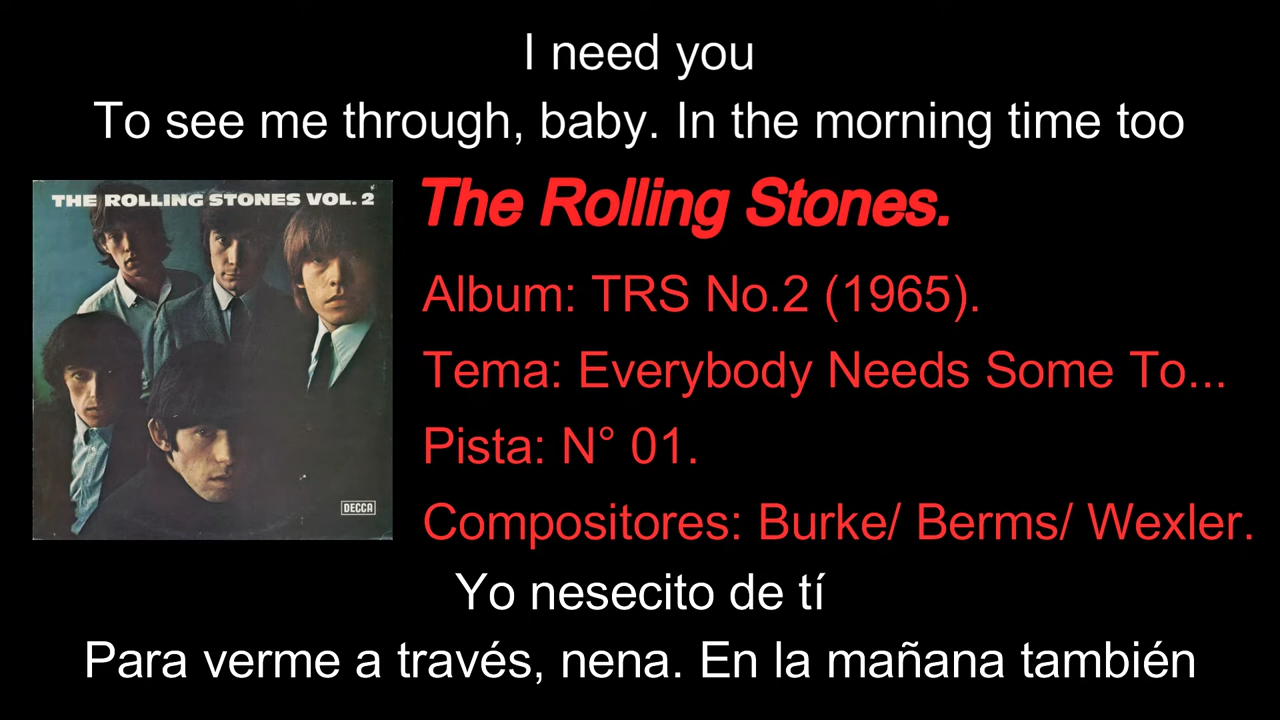 I need you
To see me through, baby. In the morning time too
THE ROLLING STONES VOL. 2
The Rolling Stones.
Album: TRS No.2 (1965).
Tema: Everybody Needs Some To...
Pista: N° 01.
DECCA
Compositores: Burke/ Berms/ Wexler.
Yo nesecito de tí
Para verme a través, nena. En la mañana también